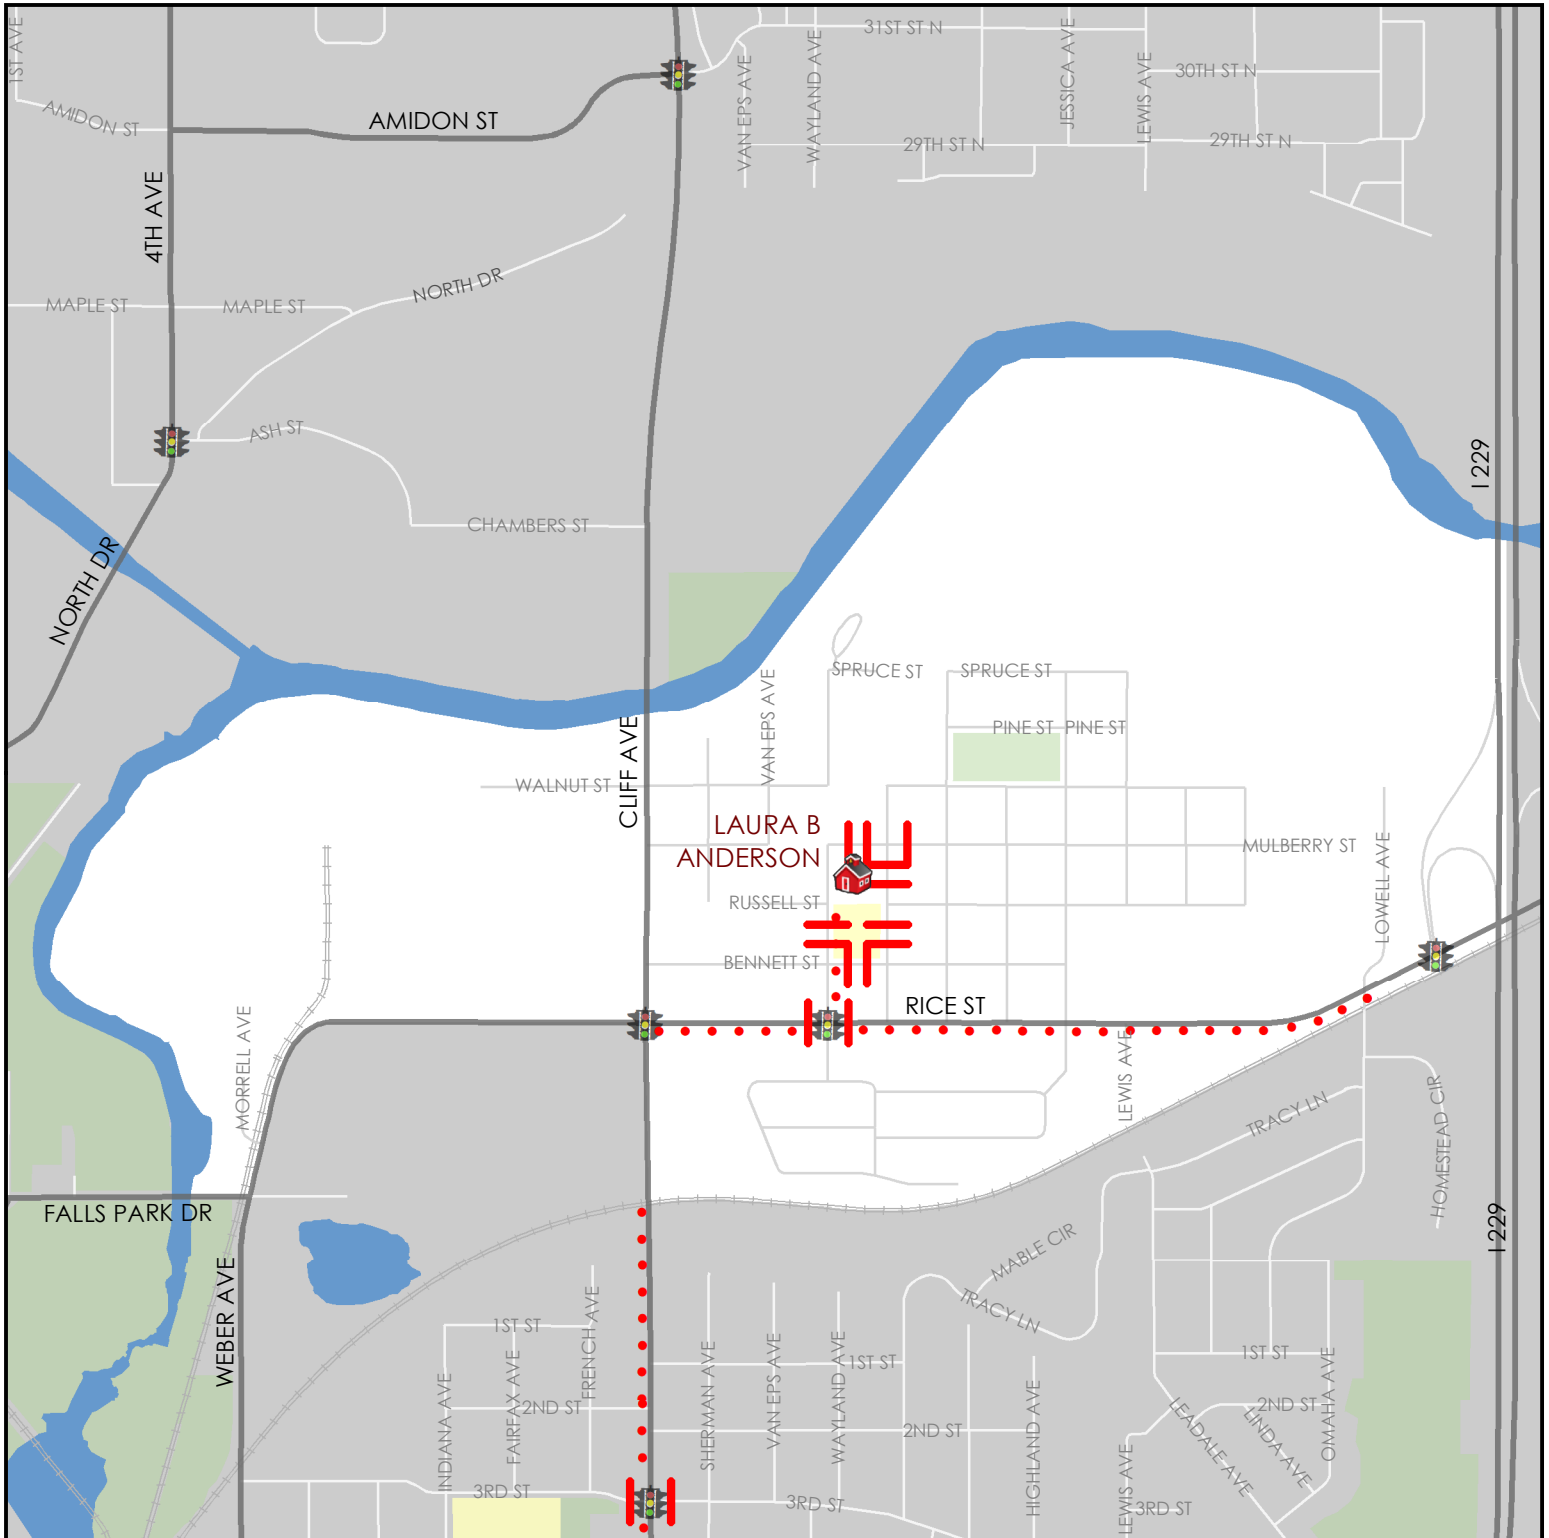 1ST AVE
31ST ST N
VAN EPS AVE
WAYLAND AVE
JESSICA AVE
LEWIS AVE
30TH ST N
AMIDON ST
AMIDON ST
29TH ST N
29TH ST N
4TH AVE
NORTH DR
MAPLE ST
MAPLE ST
ASH ST
I 229
CHAMBERS ST
NORTH DR
SPRUCE ST
SPRUCE ST
VAN EPS AVE
PINE ST
PINE ST
CLIFF AVE
WALNUT ST
LAURA B
ANDERSON
MULBERRY ST
LOWELL AVE
RUSSELL ST
BENNETT ST
RICE ST
MORRELL AVE
LEWIS AVE
TRACY LN
HOMESTEAD CIR
FALLS PARK DR
I 229
MABLE CIR
WEBER AVE
TRACY LN
FRENCH AVE
1ST ST
SHERMAN AVE
VAN EPS AVE
WAYLAND AVE
1ST ST
1ST ST
INDIANA AVE
FAIRFAX AVE
2ND ST
2ND ST
HIGHLAND AVE
LEADALE AVE
LINDA AVE
2ND ST
OMAHA AVE
3RD ST
3RD ST
LEWIS AVE
3RD ST